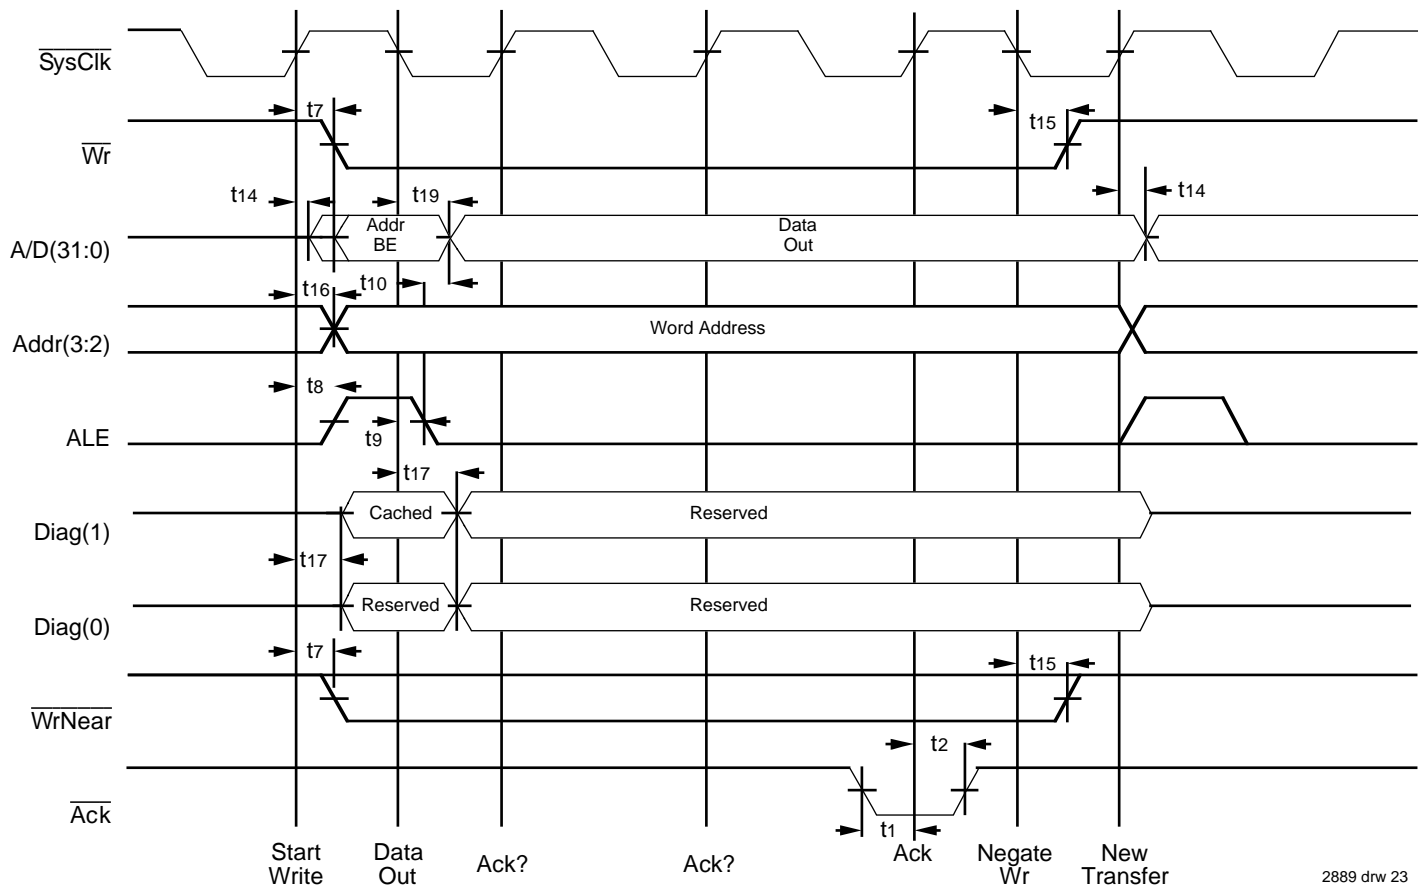 SysClk
t7
t15
Wr
t14
t19
t14
Addr
BE
Data
Out
A/D(31:0)
t16
t10
Word Address
Addr(3:2)
t8
ALE
t9
t17
Cached
Reserved
Diag(1)
t17
Reserved
Reserved
Diag(0)
t7
t15
WrNear
t2
Ack
t1
Start
Write
Data
Out
Ack?
Ack?
Ack
Negate
Wr
New
Transfer
2889 drw 23